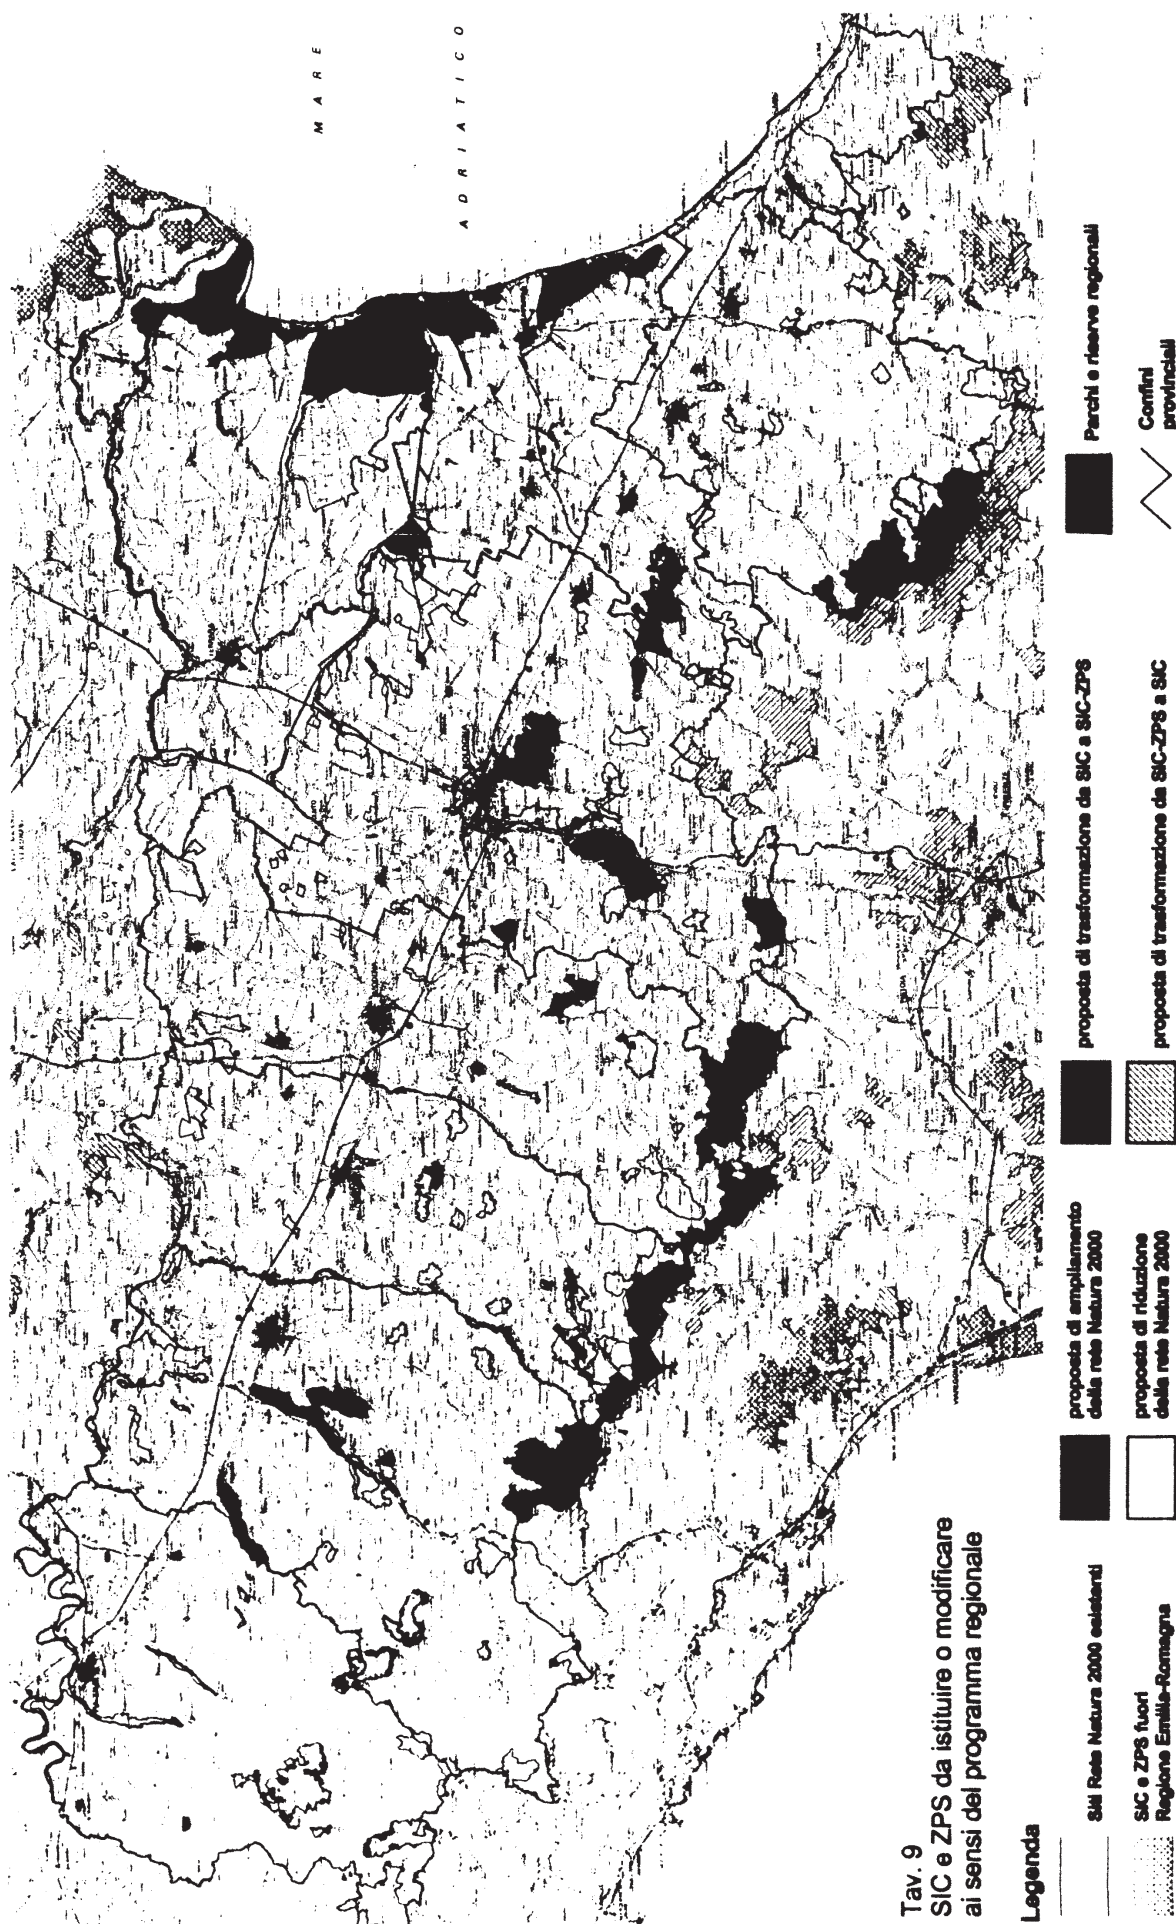 MARE
ADRIATICO
Tav. 9
SIC e ZPS da istituire o modificare
ai sensi del programma regionale
Legenda
Siti Rete Natura 2000 esistenti
SIC e ZPS fuori
Regione Emilia-Romagna
proposta di ampliamento
della rete Natura 2000
proposta di riduzione
della rete Natura 2000
proposta di trasformazione da SIC a SIC-ZPS
proposta di trasformazione da SIC-ZPS a SIC
Parchi e riserve regionali
Confini
provinciali